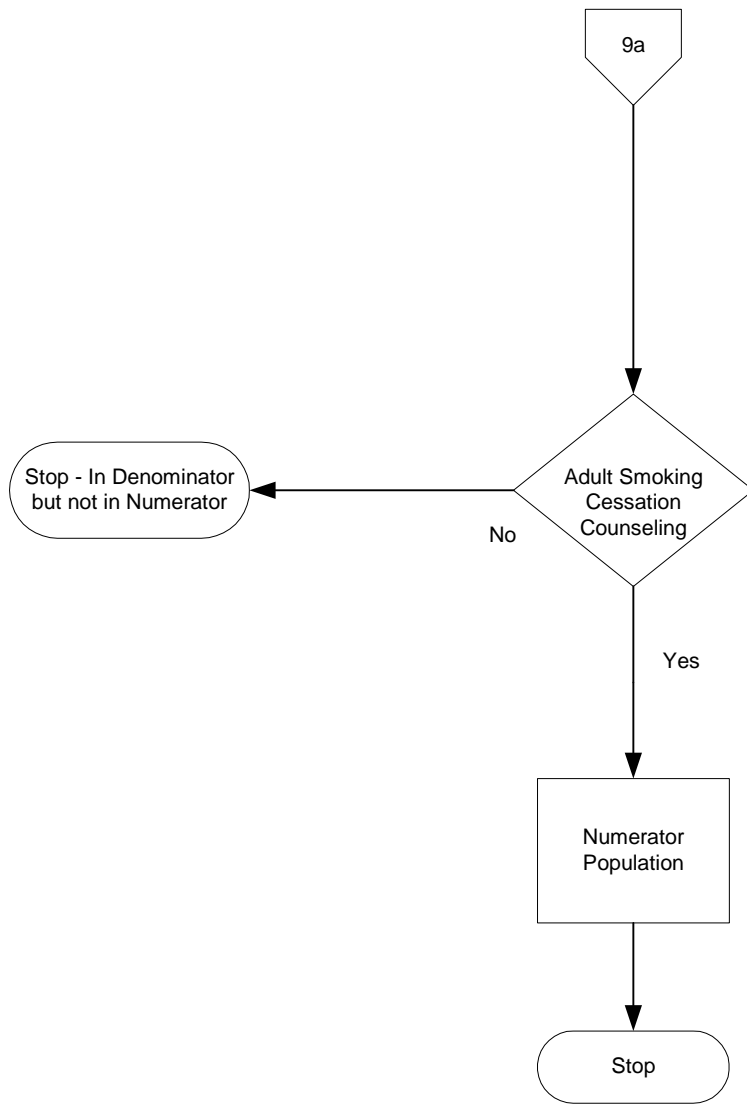 9a
Adult Smoking
Cessation
Counseling
Stop - In Denominator
but not in Numerator
No
Yes
Numerator
Population
Stop